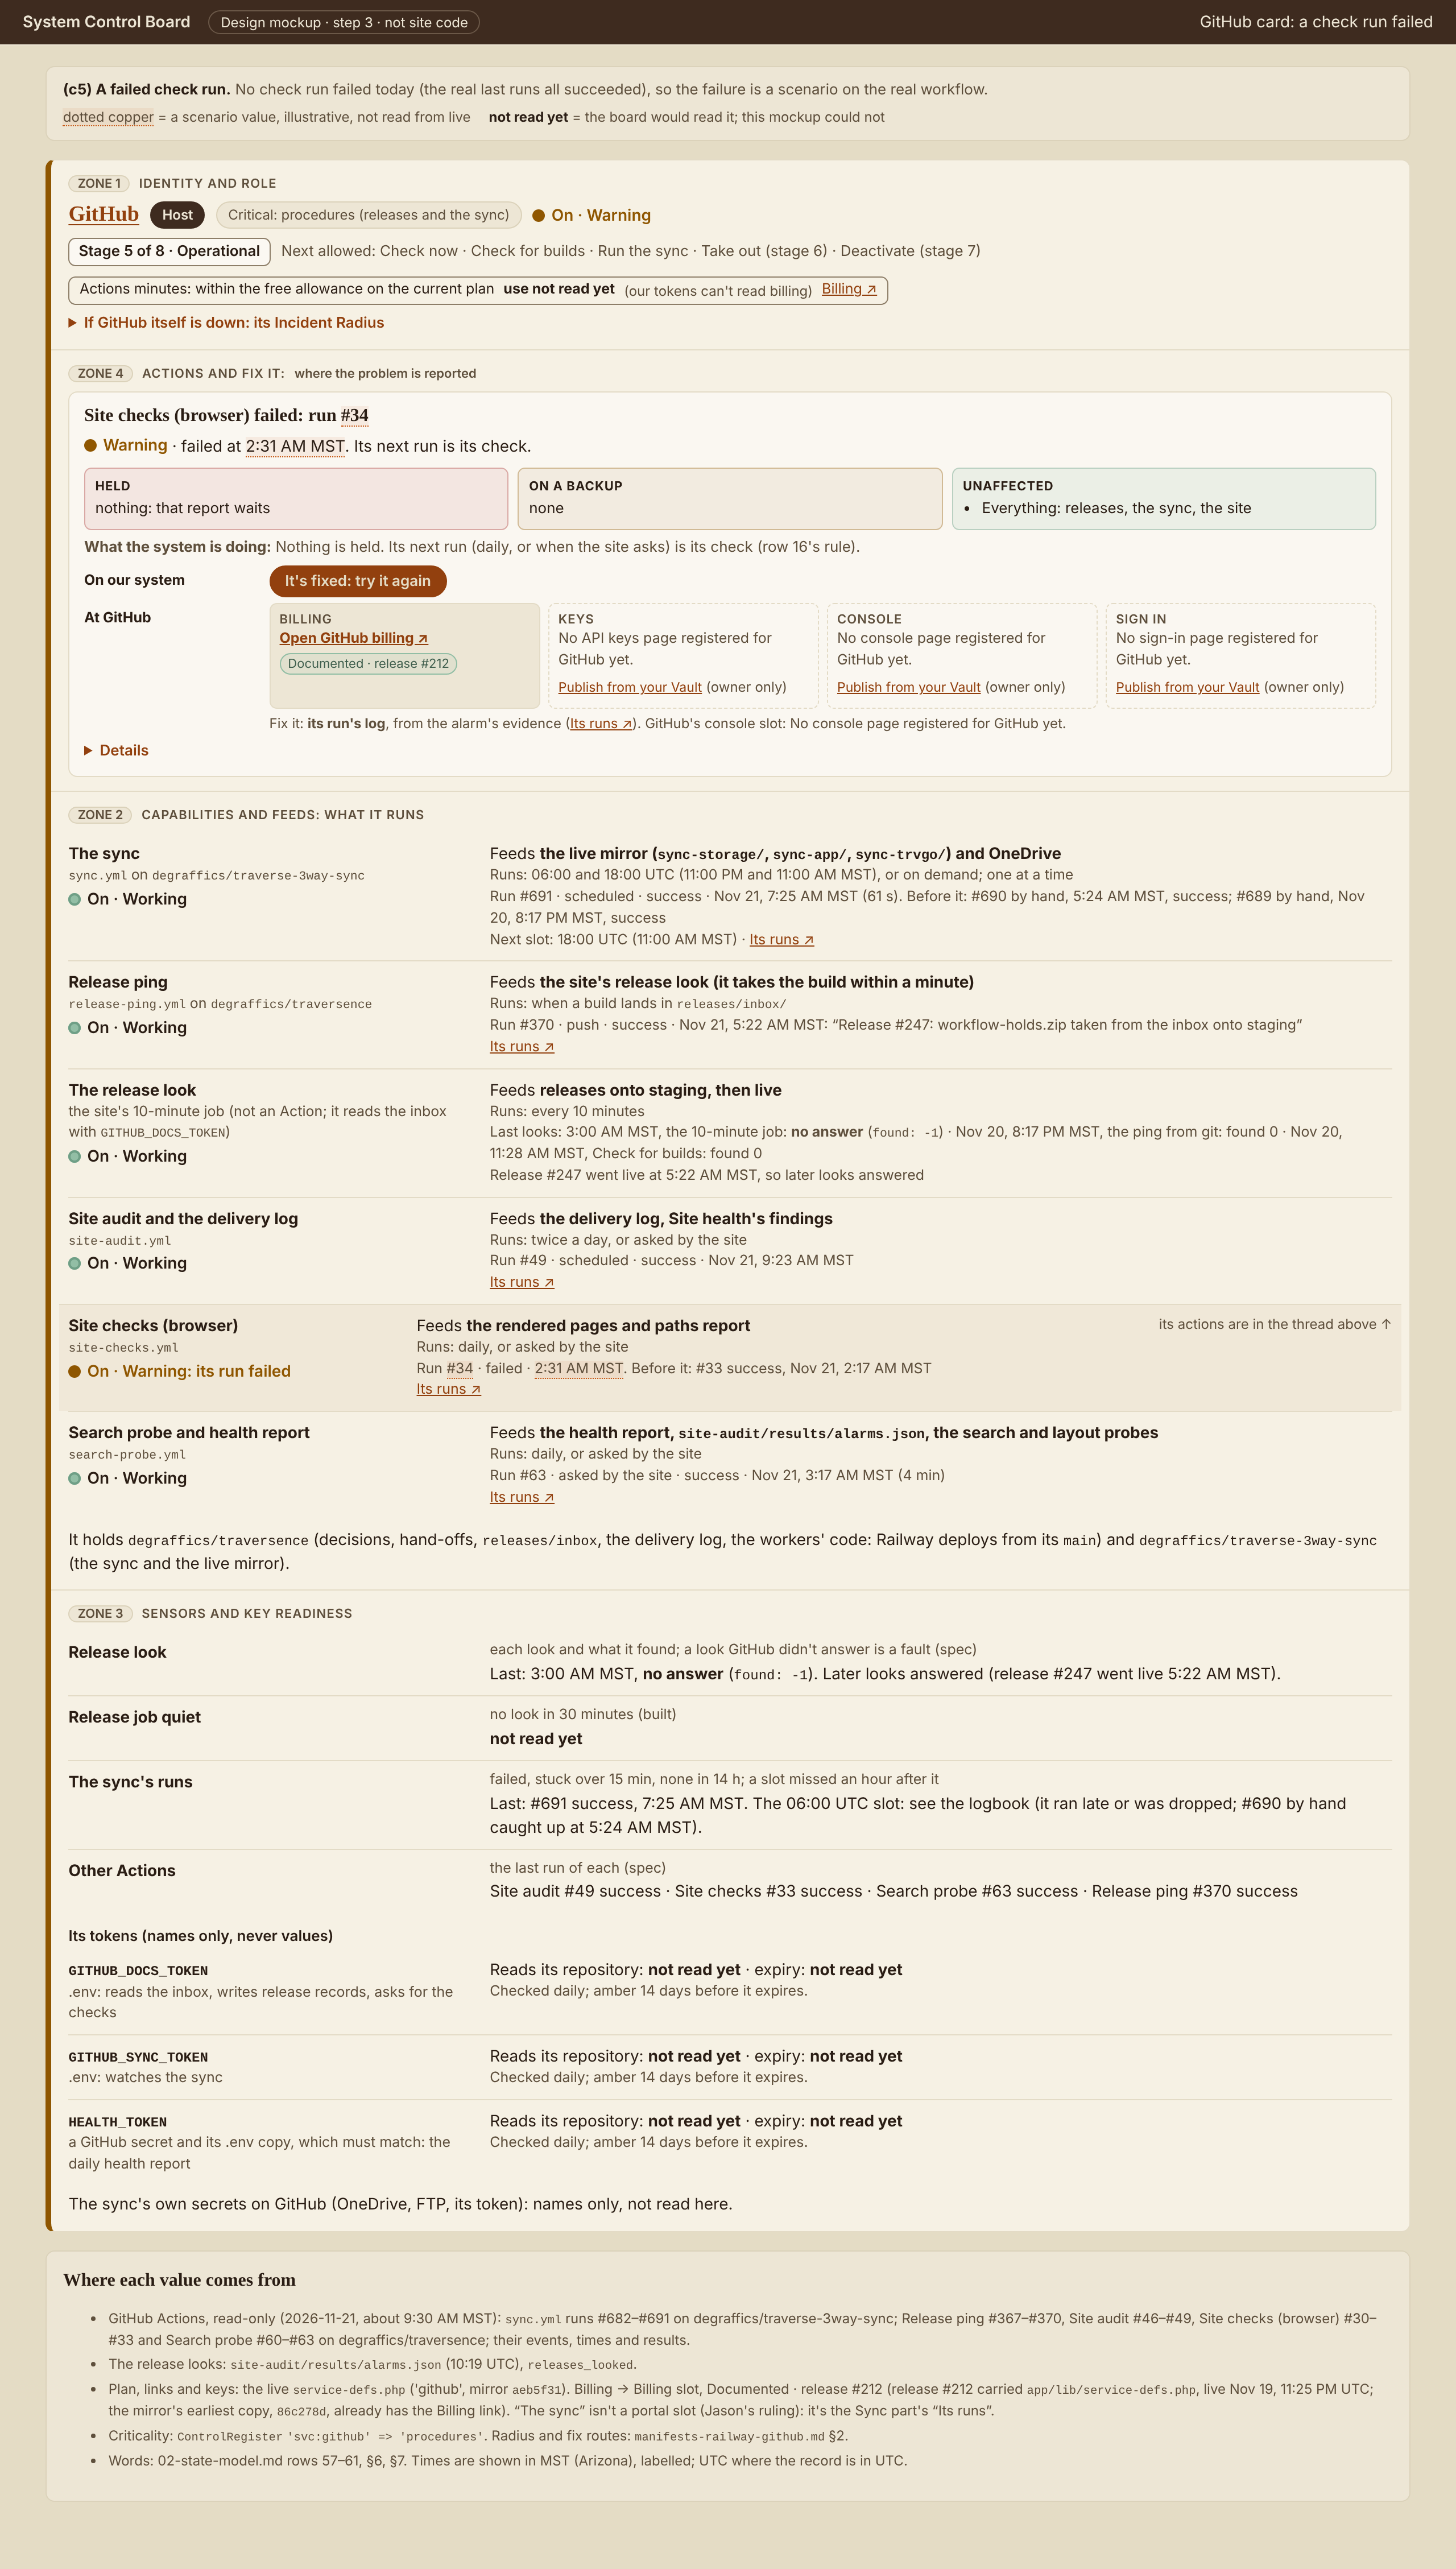 System Control Board
Design mockup · step 3 · not site code
GitHub card: a check run failed
(c5) A failed check run. No check run failed today (the real last runs all succeeded), so the failure is a scenario on the real workflow.
dotted copper = a scenario value, illustrative, not read from live not read yet = the board would read it; this mockup could not
ZONE 1 IDENTITY AND ROLE
GitHub Host Critical: procedures (releases and the sync) On · Warning
Stage 5 of 8 · Operational Next allowed: Check now · Check for builds · Run the sync · Take out (stage 6) · Deactivate (stage 7)
Actions minutes: within the free allowance on the current plan use not read yet (our tokens can't read billing) Billing ↗
▶ If GitHub itself is down: its Incident Radius
ZONE 4 ACTIONS AND FIX IT: where the problem is reported
Site checks (browser) failed: run #34
Warning · failed at 2:31 AM MST. Its next run is its check.
HELD
nothing: that report waits
ON A BACKUP
none
UNAFFECTED
• Everything: releases, the sync, the site
What the system is doing: Nothing is held. Its next run (daily, or when the site asks) is its check (row 16's rule).
On our system
It's fixed: try it again
At GitHub
BILLING
Open GitHub billing ↗
Documented · release #212
KEYS
No API keys page registered for
GitHub yet.
Publish from your Vault (owner only)
CONSOLE
No console page registered for
GitHub yet.
Publish from your Vault (owner only)
SIGN IN
No sign-in page registered for
GitHub yet.
Publish from your Vault (owner only)
Fix it: its run's log, from the alarm's evidence (Its runs ↗). GitHub's console slot: No console page registered for GitHub yet.
▶ Details
ZONE 2 CAPABILITIES AND FEEDS: WHAT IT RUNS
The sync
sync.yml on degraffics/traverse-3way-sync
On · Working
Feeds the live mirror (sync-storage/, sync-app/, sync-trvgo/) and OneDrive
Runs: 06:00 and 18:00 UTC (11:00 PM and 11:00 AM MST), or on demand; one at a time
Run #691 · scheduled · success · Nov 21, 7:25 AM MST (61 s). Before it: #690 by hand, 5:24 AM MST, success; #689 by hand, Nov
20, 8:17 PM MST, success
Next slot: 18:00 UTC (11:00 AM MST) · Its runs ↗
Release ping
release-ping.yml on degraffics/traversence
On · Working
Feeds the site's release look (it takes the build within a minute)
Runs: when a build lands in releases/inbox/
Run #370 · push · success · Nov 21, 5:22 AM MST: “Release #247: workflow-holds.zip taken from the inbox onto staging”
Its runs ↗
The release look
the site's 10-minute job (not an Action; it reads the inbox
with GITHUB_DOCS_TOKEN)
On · Working
Feeds releases onto staging, then live
Runs: every 10 minutes
Last looks: 3:00 AM MST, the 10-minute job: no answer (found: -1) · Nov 20, 8:17 PM MST, the ping from git: found 0 · Nov 20,
11:28 AM MST, Check for builds: found 0
Release #247 went live at 5:22 AM MST, so later looks answered
Site audit and the delivery log
site-audit.yml
On · Working
Feeds the delivery log, Site health's findings
Runs: twice a day, or asked by the site
Run #49 · scheduled · success · Nov 21, 9:23 AM MST
Its runs ↗
Site checks (browser)
site-checks.yml
On · Warning: its run failed
Feeds the rendered pages and paths report
Runs: daily, or asked by the site
Run #34 · failed · 2:31 AM MST. Before it: #33 success, Nov 21, 2:17 AM MST
Its runs ↗
its actions are in the thread above ↑
Search probe and health report
search-probe.yml
On · Working
Feeds the health report, site-audit/results/alarms.json, the search and layout probes
Runs: daily, or asked by the site
Run #63 · asked by the site · success · Nov 21, 3:17 AM MST (4 min)
Its runs ↗
It holds degraffics/traversence (decisions, hand-offs, releases/inbox, the delivery log, the workers' code: Railway deploys from its main) and degraffics/traverse-3way-sync
(the sync and the live mirror).
ZONE 3 SENSORS AND KEY READINESS
Release look
each look and what it found; a look GitHub didn't answer is a fault (spec)
Last: 3:00 AM MST, no answer (found: -1). Later looks answered (release #247 went live 5:22 AM MST).
Release job quiet
no look in 30 minutes (built)
not read yet
The sync's runs
failed, stuck over 15 min, none in 14 h; a slot missed an hour after it
Last: #691 success, 7:25 AM MST. The 06:00 UTC slot: see the logbook (it ran late or was dropped; #690 by hand
caught up at 5:24 AM MST).
Other Actions
the last run of each (spec)
Site audit #49 success · Site checks #33 success · Search probe #63 success · Release ping #370 success
Its tokens (names only, never values)
GITHUB_DOCS_TOKEN
.env: reads the inbox, writes release records, asks for the
checks
Reads its repository: not read yet · expiry: not read yet
Checked daily; amber 14 days before it expires.
GITHUB_SYNC_TOKEN
.env: watches the sync
Reads its repository: not read yet · expiry: not read yet
Checked daily; amber 14 days before it expires.
HEALTH_TOKEN
a GitHub secret and its .env copy, which must match: the
daily health report
Reads its repository: not read yet · expiry: not read yet
Checked daily; amber 14 days before it expires.
The sync's own secrets on GitHub (OneDrive, FTP, its token): names only, not read here.
Where each value comes from
• GitHub Actions, read-only (2026-11-21, about 9:30 AM MST): sync.yml runs #682–#691 on degraffics/traverse-3way-sync; Release ping #367–#370, Site audit #46–#49, Site checks (browser) #30–
#33 and Search probe #60–#63 on degraffics/traversence; their events, times and results.
• The release looks: site-audit/results/alarms.json (10:19 UTC), releases_looked.
• Plan, links and keys: the live service-defs.php ('github', mirror aeb5f31). Billing → Billing slot, Documented · release #212 (release #212 carried app/lib/service-defs.php, live Nov 19, 11:25 PM UTC;
the mirror's earliest copy, 86c278d, already has the Billing link). “The sync” isn't a portal slot (Jason's ruling): it's the Sync part's “Its runs”.
• Criticality: ControlRegister 'svc:github' => 'procedures'. Radius and fix routes: manifests-railway-github.md §2.
• Words: 02-state-model.md rows 57–61, §6, §7. Times are shown in MST (Arizona), labelled; UTC where the record is in UTC.